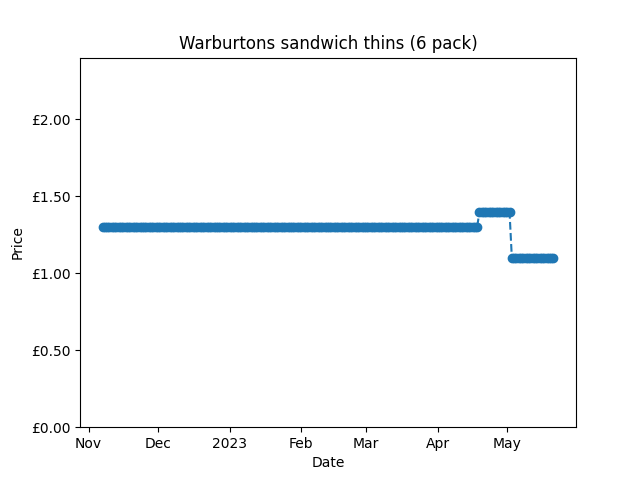 Warburtons sandwich thins (6 pack)
£2.00
£1.50
£1.00
£0.50
£0.00
Price
Nov Dec 2023 Feb Mar Apr May
Date